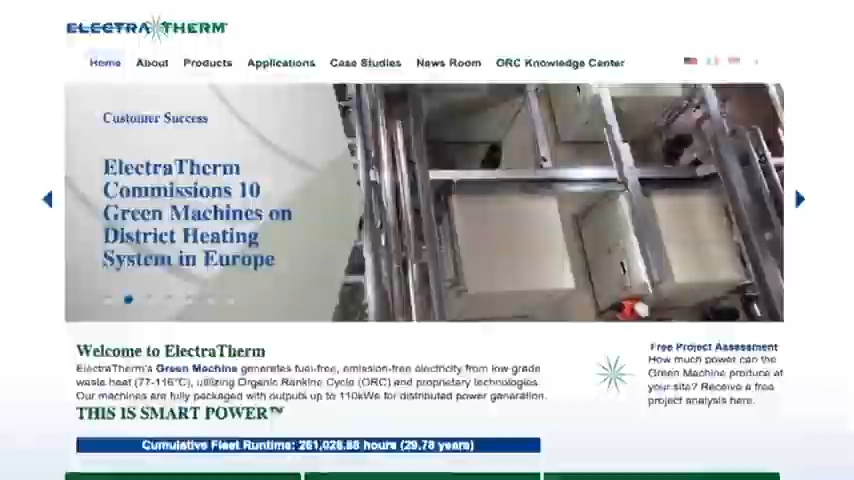 ELECTRATHERM
Home About Products Applications Case Studies News Room ORC Knowledge Center
Customer Success
ElectraTherm
Commissions 10
Green Machines on
District Heating
System in Europe
Welcome to ElectraTherm
ElectraTherm's Green Machine generates fuel-free, emission-free electricity from low-grade
waste heat (77-116°C), utilizing Organic Rankine Cycle (ORC) and proprietary technologies.
Our machines are fully packaged with outputs up to 110kWe for distributed power generation.
THIS IS SMART POWER™
Cumulative Fleet Runtime: 261,026.88 hours (29.78 years)
Free Project Assessment
How much power can the
Green Machine produce at
your site? Receive a free
project analysis here.